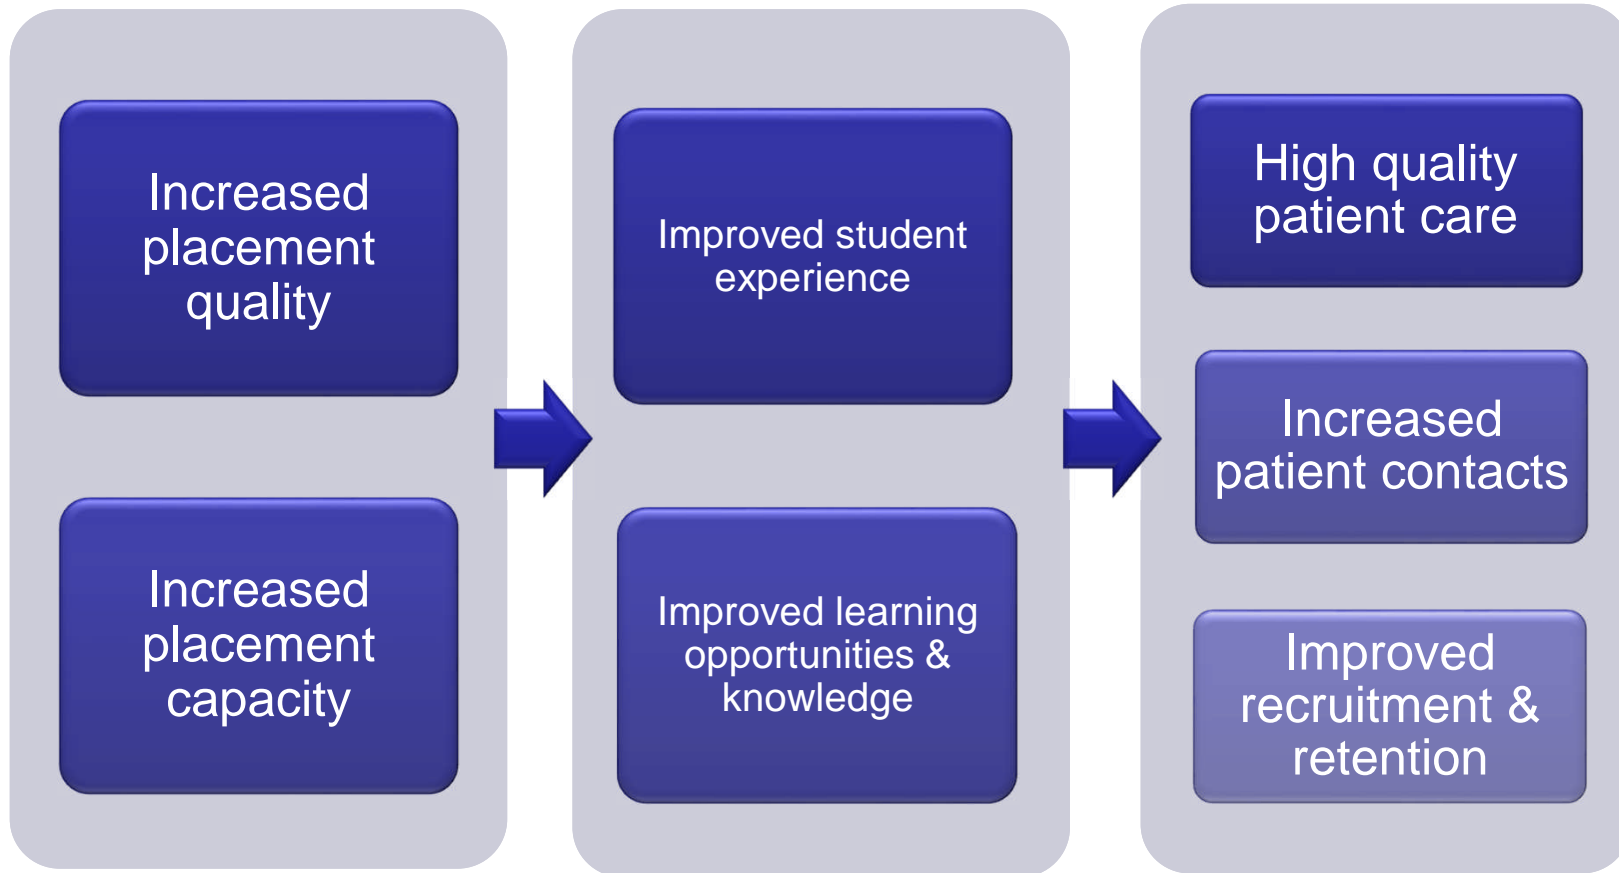 Increased
placement
quality
Increased
placement
capacity
Improved student
experience
Improved learning
opportunities &
knowledge
High quality
patient care
Increased
patient contacts
Improved
recruitment &
retention